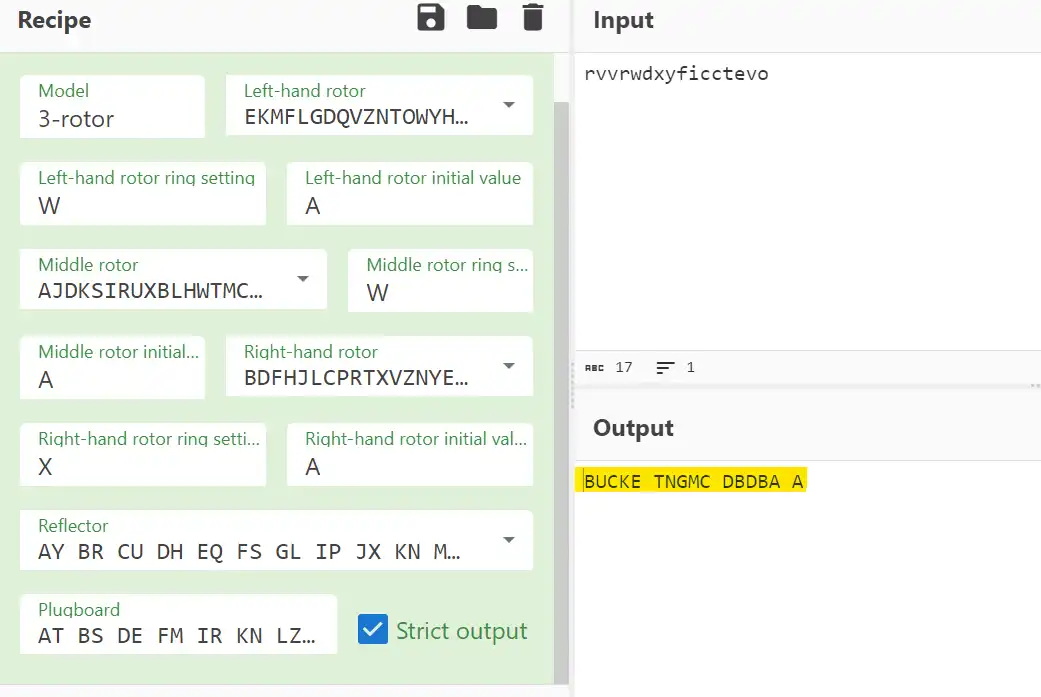 Recipe
Input
Model
3-rotor
Left-hand rotor
EKMFLGDQVZNTOWYH...
rvvrwdxyficctevo
Left-hand rotor ring setting
W
Left-hand rotor initial value
A
Middle rotor
AJDKSIRUXBLHWTMC...
Middle rotor ring s...
W
Middle rotor initial...
A
Right-hand rotor
BDFHJLCPRTXVZNYE...
ABC 17 1
Right-hand rotor ring setti...
X
Right-hand rotor initial val...
A
Output
BUCKE TNGMC DBDBA A
Reflector
AY BR CU DH EQ FS GL IP JX KN M...
Plugboard
AT BS DE FM IR KN LZ...
Strict output